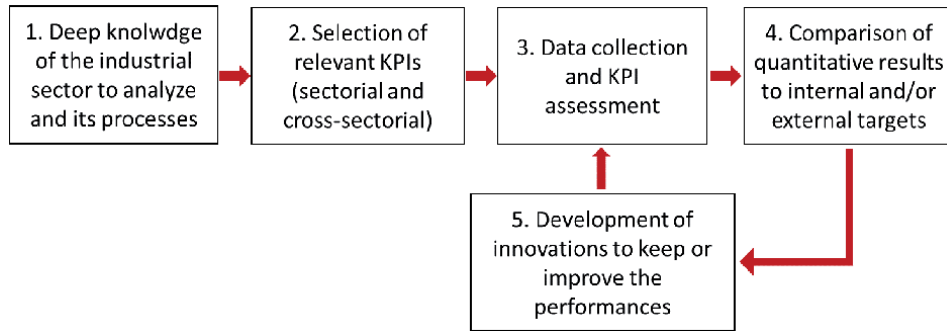 1. Deep knolwdge
of the industrial
sector to analyze
and its processes
2. Selection of
relevant KPIs
(sectorial and
cross-sectorial)
3. Data collection
and KPI
assessment
4. Comparison of
quantitative results
to internal and/or
external targets
5. Development of
innovations to keep or
improve the
performances